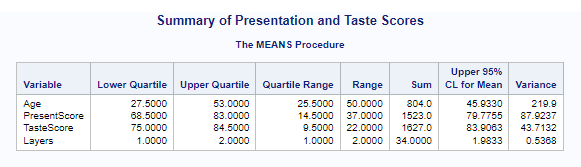 Summary of Presentation and Taste Scores
The MEANS Procedure
Upper 95%
Variable Lower Quartile Upper Quartile Quartile Range Range Sum CL for Mean Variance
Age 27.5000 53.0000 25.5000 50.0000 804.0 45.9330 219.9
PresentScore 68.5000 83.0000 14.5000 37.0000 1523.0 79.7755 87.9237
TasteScore 75.0000 84.5000 9.5000 22.0000 1627.0 83.9063 43.7132
Layers 1.0000 2.0000 1.0000 2.0000 34.0000 1.9833 0.5368